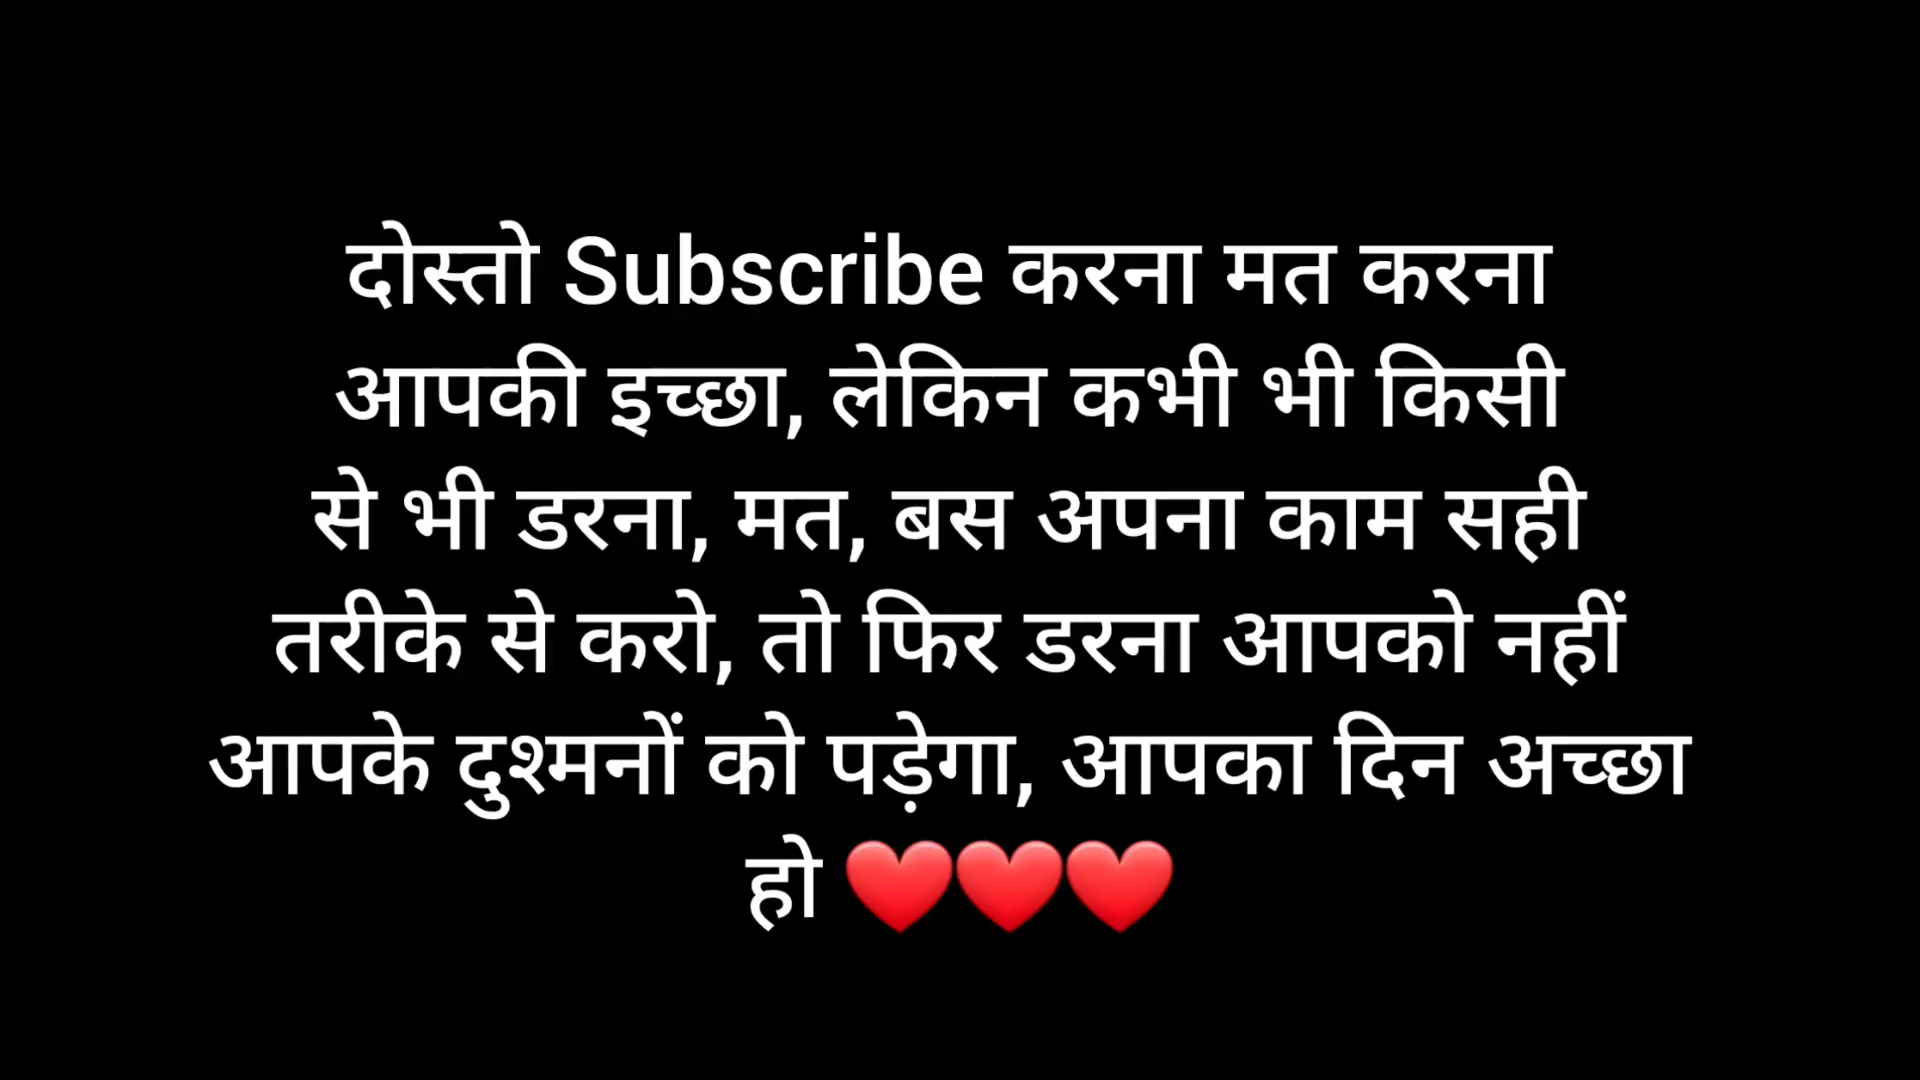 दोस्तो Subscribe करना मत करना
आपकी इच्छा, लेकिन कभी भी किसी
से भी डरना, मत, बस अपना काम सही
तरीके से करो, तो फिर डरना आपको नहीं
आपके दुश्मनों को पड़ेगा, आपका दिन अच्छा
हो ❤️❤️❤️